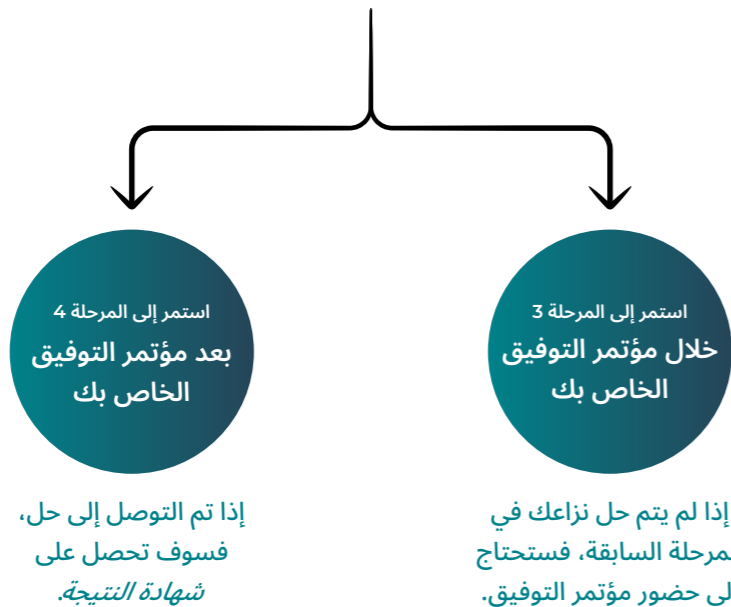 استمر إلى المرحلة 3
خلال مؤتمر التوفيق
الخاص بك
إذا لم يتم حل نزاعك في
لمرحلة السابقة، فستحتاج
لى حضور مؤتمر التوفيق.
استمر إلى المرحلة 4
بعد مؤتمر التوفيق
الخاص بك
إذا تم التوصل إلى حل،
فسوف تحصل على
شهادة النتيجة.